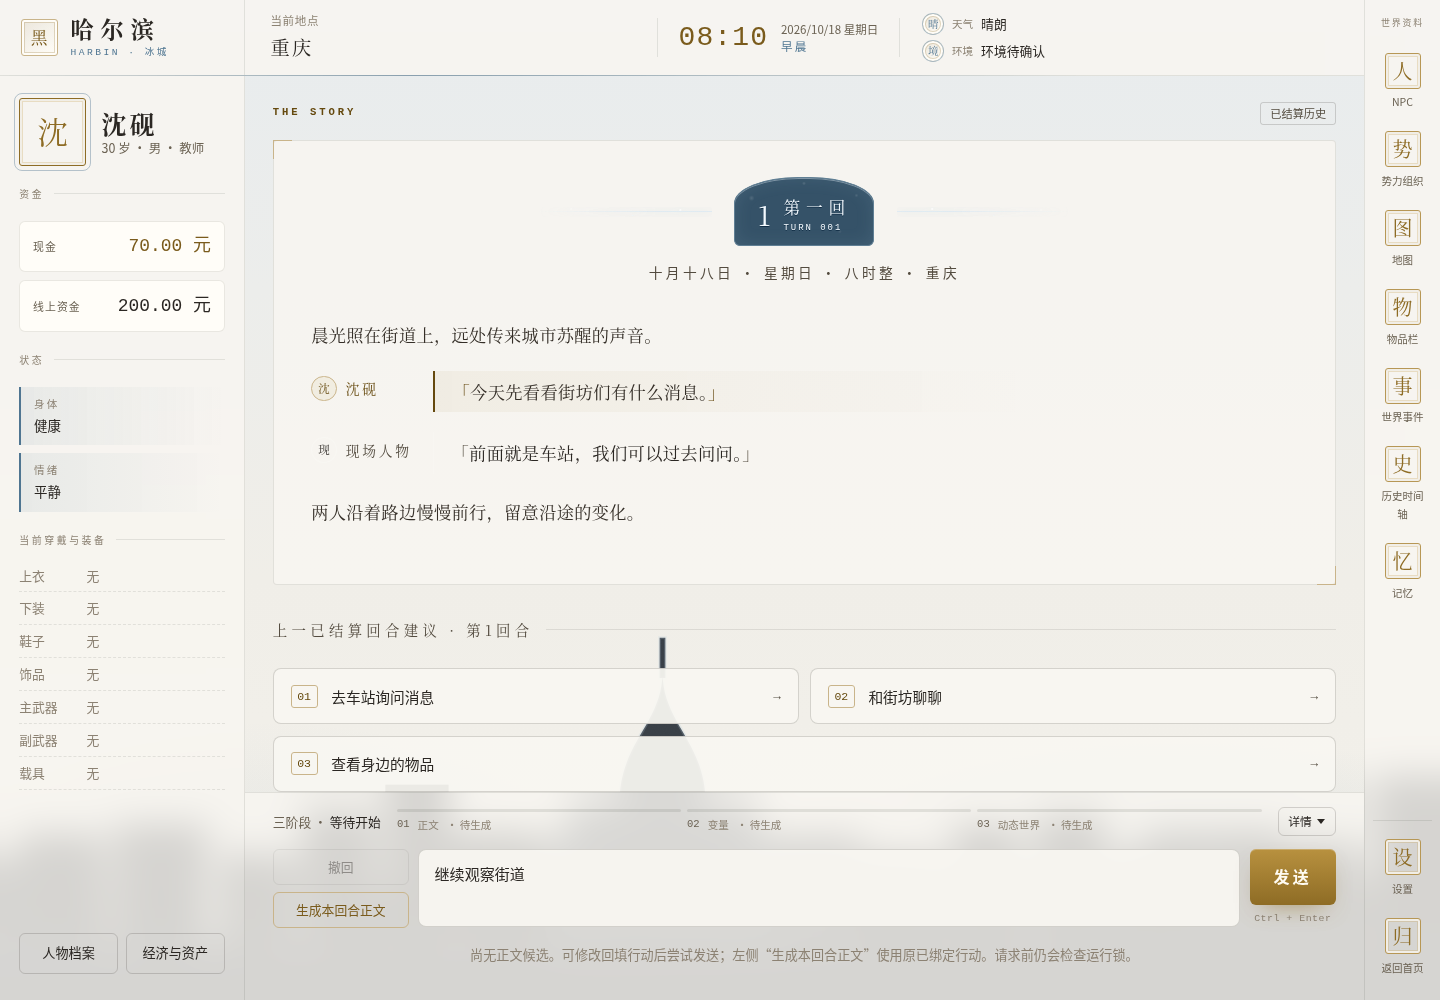 黑
哈尔滨
HARBIN · 冰城
当前地点
重庆
08:10
2026/10/18 星期日
早晨
晴 天气 晴朗
境 环境 环境待确认
世界资料
沈
沈砚
30 岁 • 男 • 教师
资金
现金 70.00 元
线上资金 200.00 元
状态
身体
健康
情绪
平静
当前穿戴与装备
上衣 无
下装 无
鞋子 无
饰品 无
主武器 无
副武器 无
载具 无
人物档案
经济与资产
THE STORY
已结算历史
1 第一回
TURN 001
十月十八日 • 星期日 • 八时整 • 重庆
晨光照在街道上，远处传来城市苏醒的声音。
沈 沈砚 「今天先看看街坊们有什么消息。」
现 现场人物 「前面就是车站，我们可以过去问问。」
两人沿着路边慢慢前行，留意沿途的变化。
上一已结算回合建议 · 第1回合
01 去车站询问消息 →
02 和街坊聊聊 →
03 查看身边的物品 →
三阶段 • 等待开始
01 正文 • 待生成
02 变量 • 待生成
03 动态世界 • 待生成
详情
撤回
生成本回合正文
继续观察街道
发送
Ctrl + Enter
尚无正文候选。可修改回填行动后尝试发送；左侧“生成本回合正文”使用原已绑定行动。请求前仍会检查运行锁。
人
NPC
势
势力组织
图
地图
物
物品栏
事
世界事件
史
历史时间
轴
忆
记忆
设
设置
归
返回首页